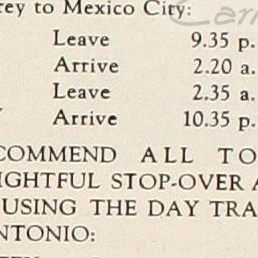 rey to Mexico City:
Leave 9.35 p.
Arrive 2.20 a.
Leave 2.35 a.
Arrive 10.35 p.
COMMEND ALL TO
IGHTFUL STOP-OVER A
USING THE DAY TRA
NTONIO: